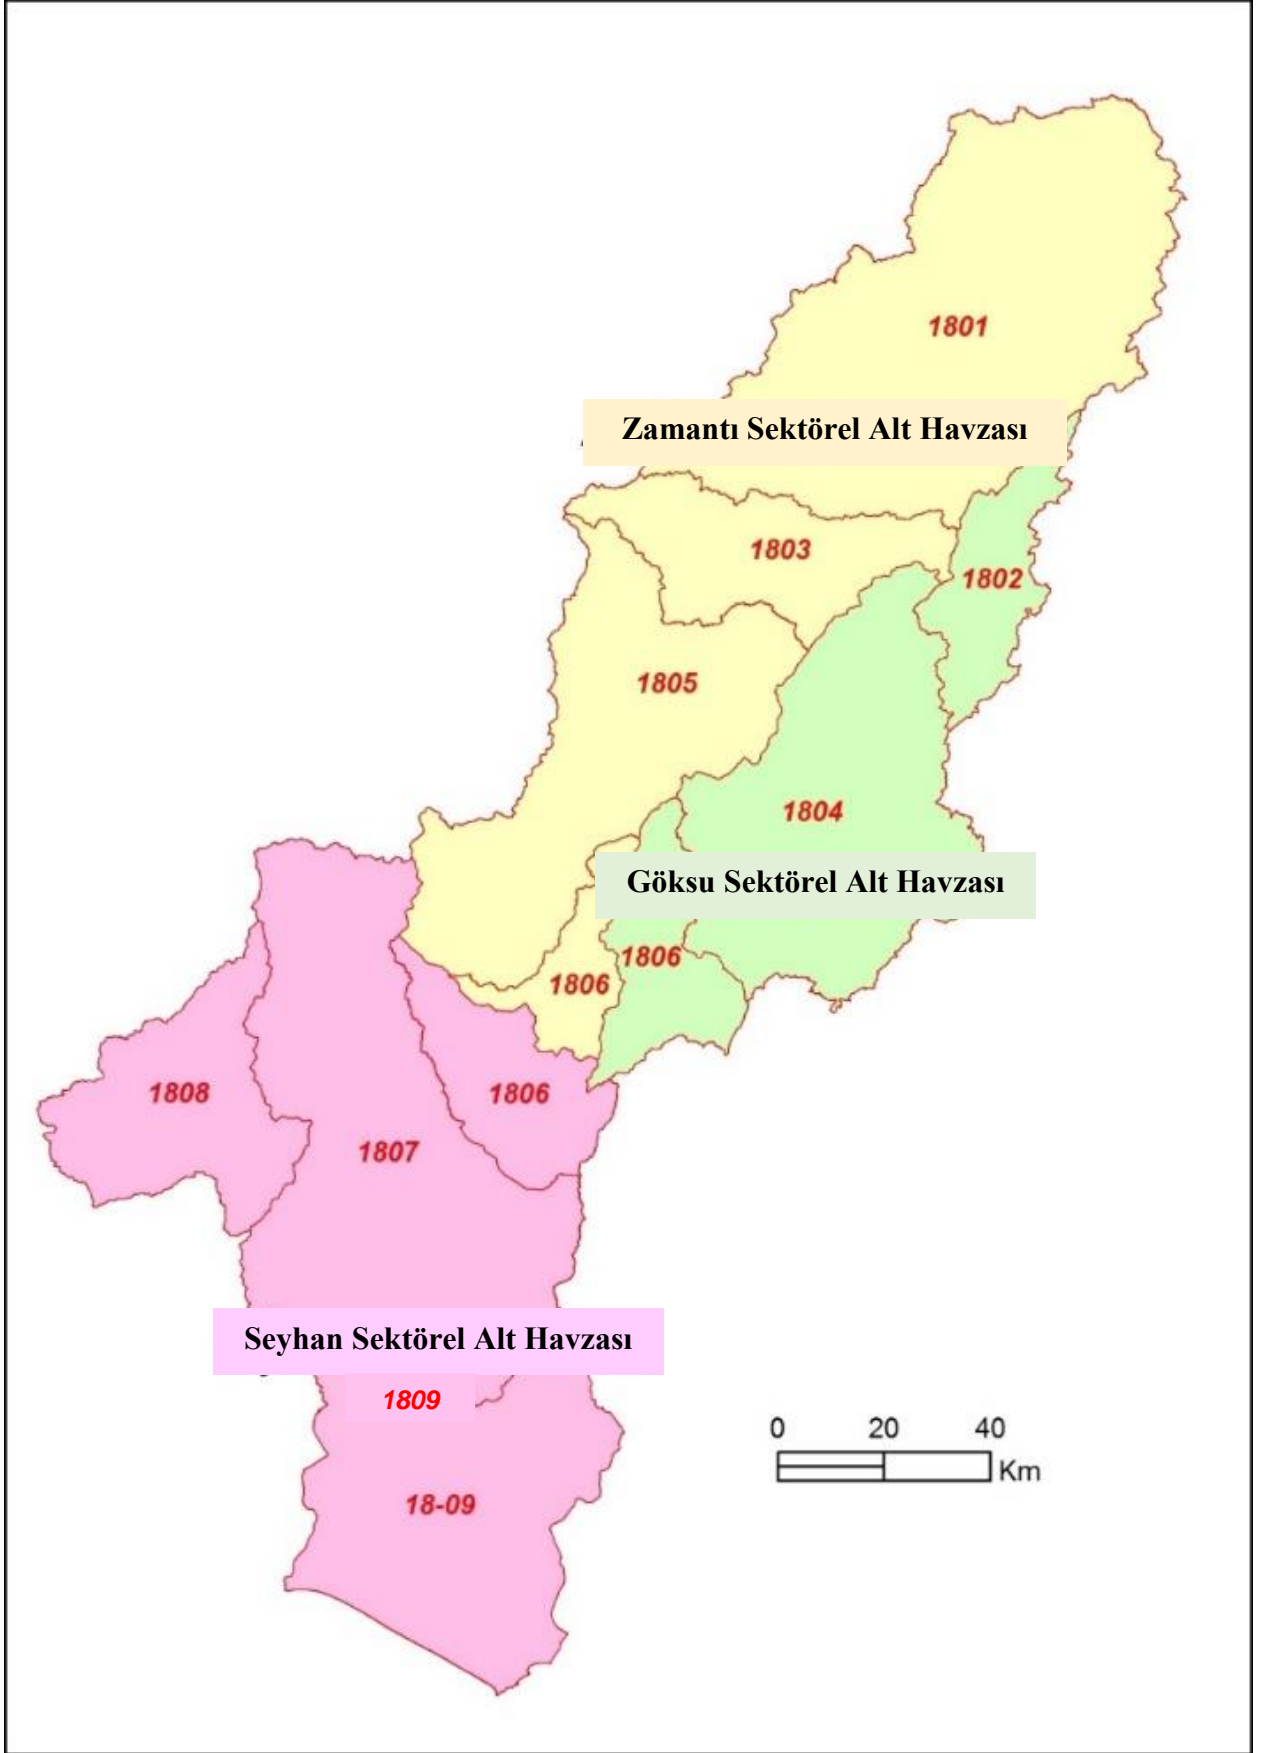 1801
Zamantı Sektörel Alt Havzası
1803
1802
1805
1804
Göksu Sektörel Alt Havzası
1806
1806
1808
1806
1807
Seyhan Sektörel Alt Havzası
1809
0 20 40
Km
18-09